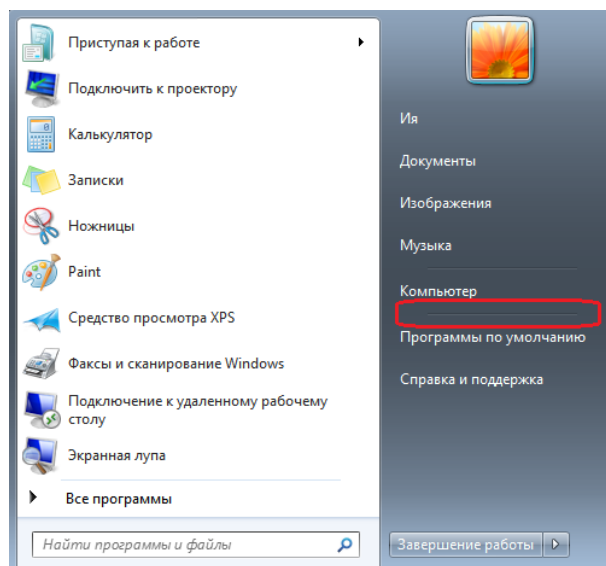 Приступая к работе
Подключить к проектору
Калькулятор
Записки
Ножницы
Paint
Средство просмотра XPS
Факсы и сканирование Windows
Подключение к удаленному рабочему
столу
Экранная лупа
Все программы
Найти программы и файлы
Ия
Документы
Изображения
Музыка
Компьютер
Программы по умолчанию
Справка и поддержка
Завершение работы